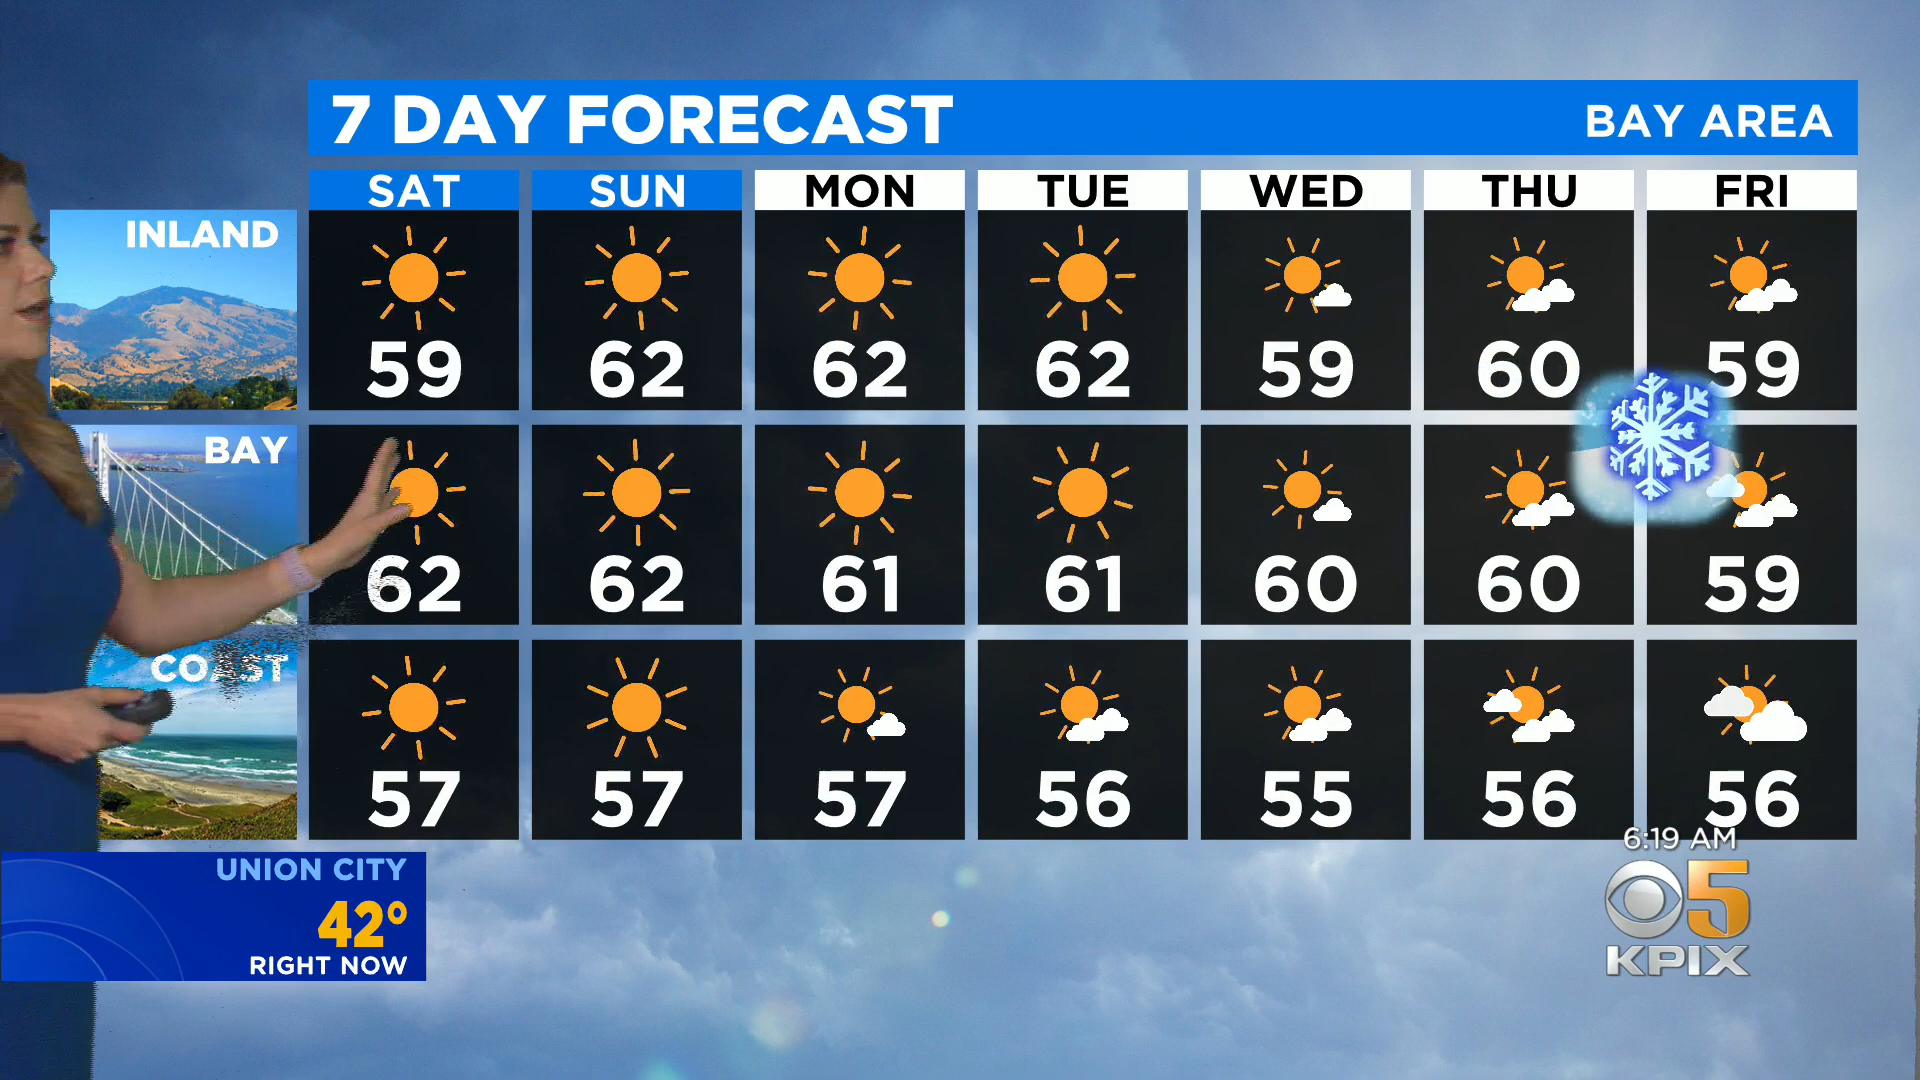 7 DAY FORECAST BAY AREA
SAT SUN MON TUE WED THU FRI
INLAND
59 62 62 62 59 60 59
BAY
62 62 61 61 60 60 59
COAST
57 57 57 56 55 56 56
6:19 AM
UNION CITY
42°
RIGHT NOW
5
KPIX